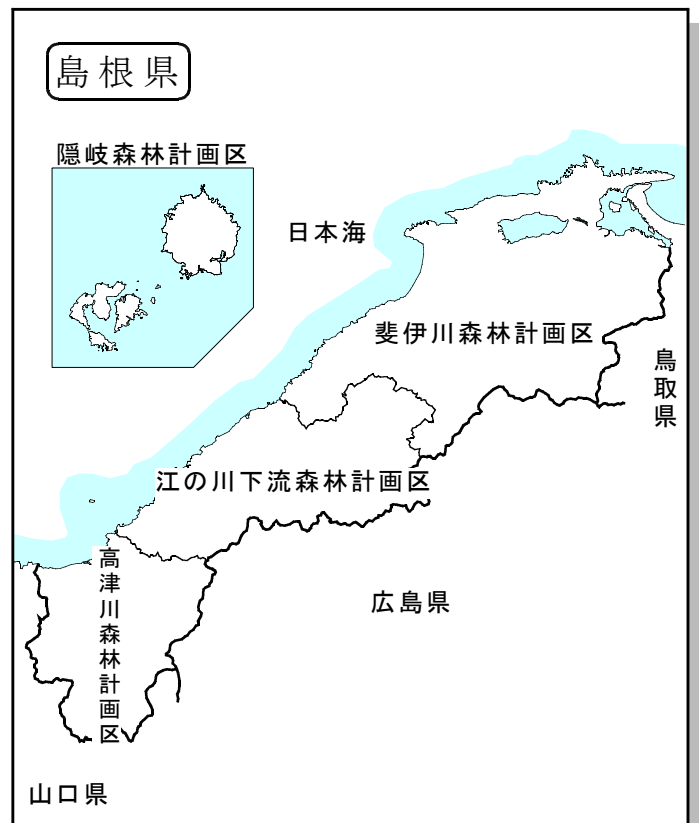 島根県
隠岐森林計画区
日本海
斐伊川森林計画区
鳥取県
江の川下流森林計画区
高津川森林計画区
広島県
山口県